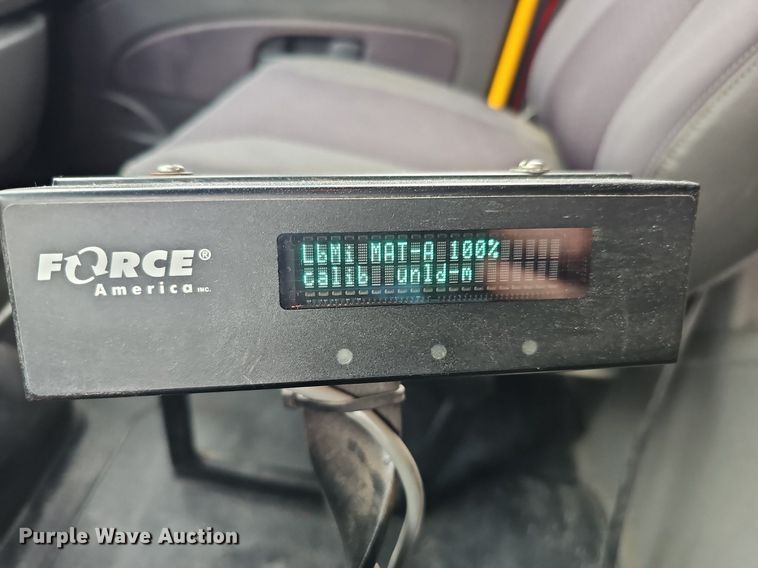 FORCE®
America INC.
LbMi MAT-A 100%
calib unld-m
Purple Wave Auction